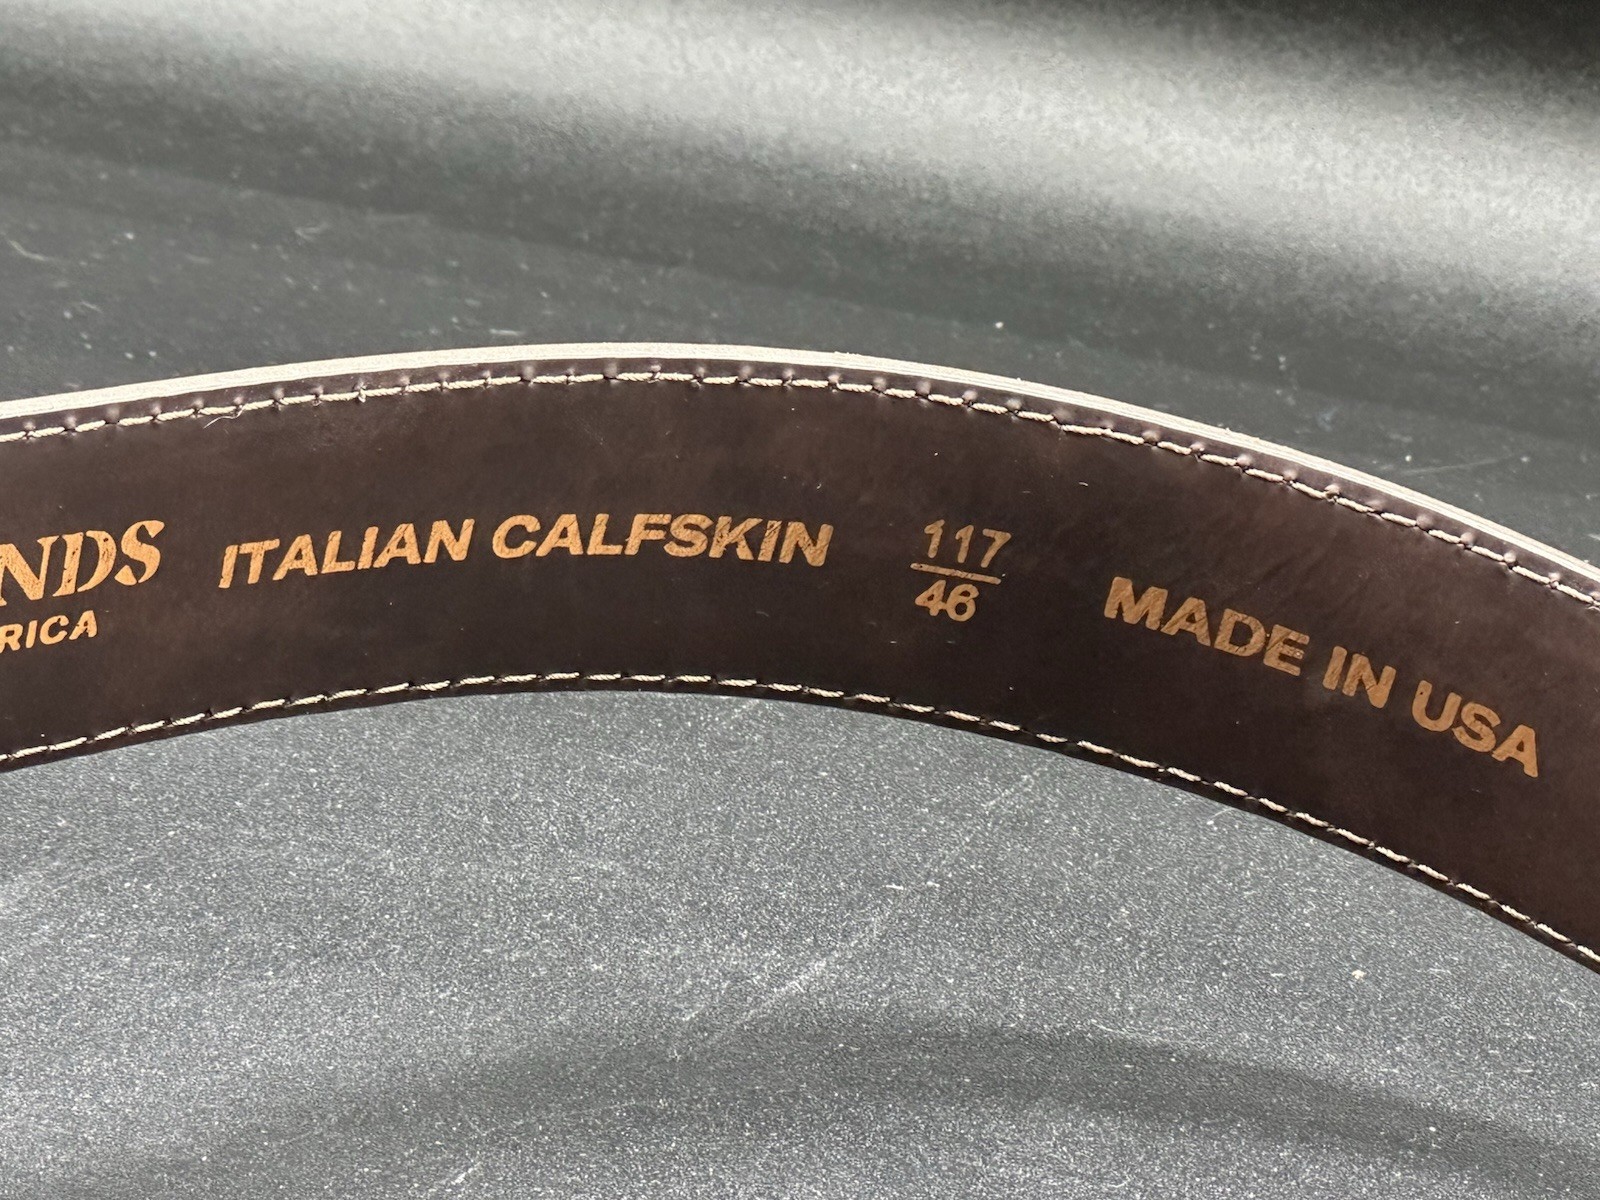 NDS
RICA
ITALIAN CALFSKIN
117
46
MADE IN USA